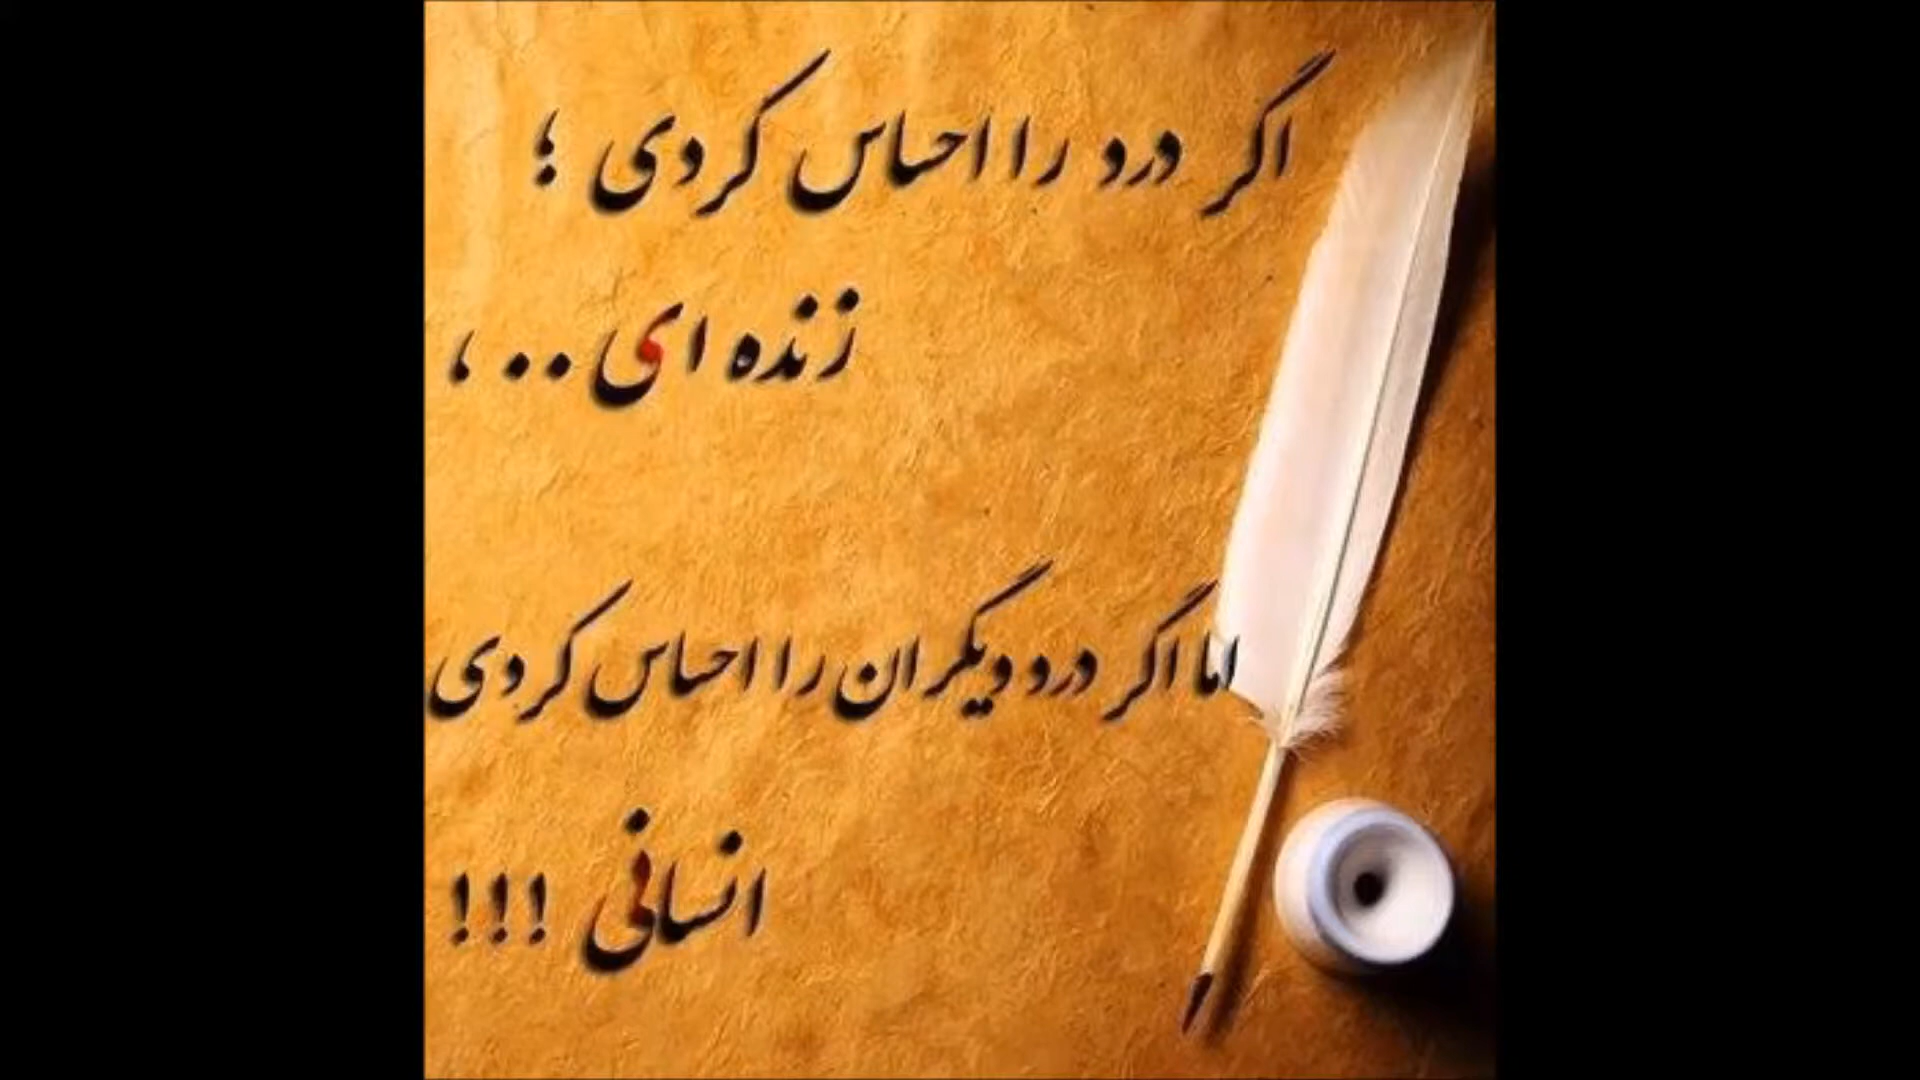 اگر درد را احساس کردی ؛
زنده ای .. ،
اما اگر درد دیگران را احساس کردی
انسانی !!!